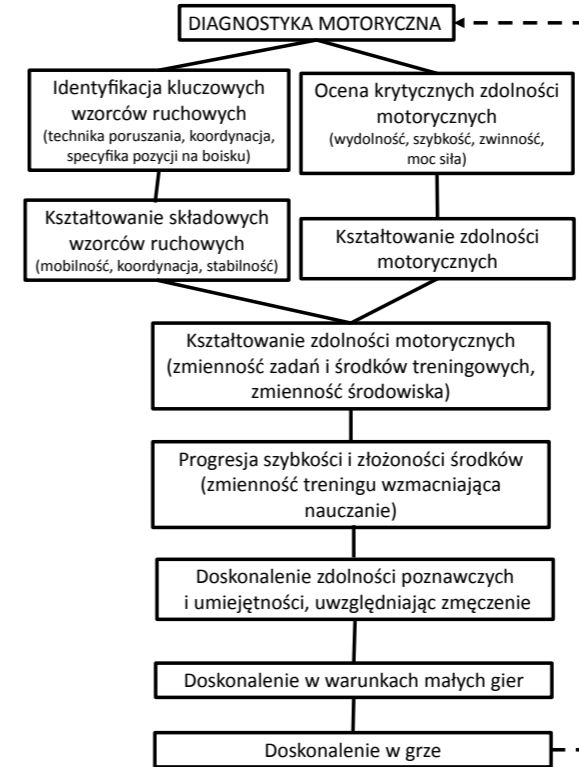 DIAGNOSTYKA MOTORYCZNA
Identyfikacja kluczowych
wzorców ruchowych
(technika poruszania, koordynacja,
specyfika pozycji na boisku)
Ocena krytycznych zdolności
motorycznych
(wydolność, szybkość, zwinność,
moc siła)
Kształtowanie składowych
wzorców ruchowych
(mobilność, koordynacja, stabilność)
Kształtowanie zdolności
motorycznych
Kształtowanie zdolności motorycznych
(zmienność zadań i środków treningowych,
zmienność środowiska)
Progresja szybkości i złożoności środków
(zmienność treningu wzmacniająca
nauczanie)
Doskonalenie zdolności poznawczych
i umiejętności, uwzględniając zmęczenie
Doskonalenie w warunkach małych gier
Doskonalenie w grze